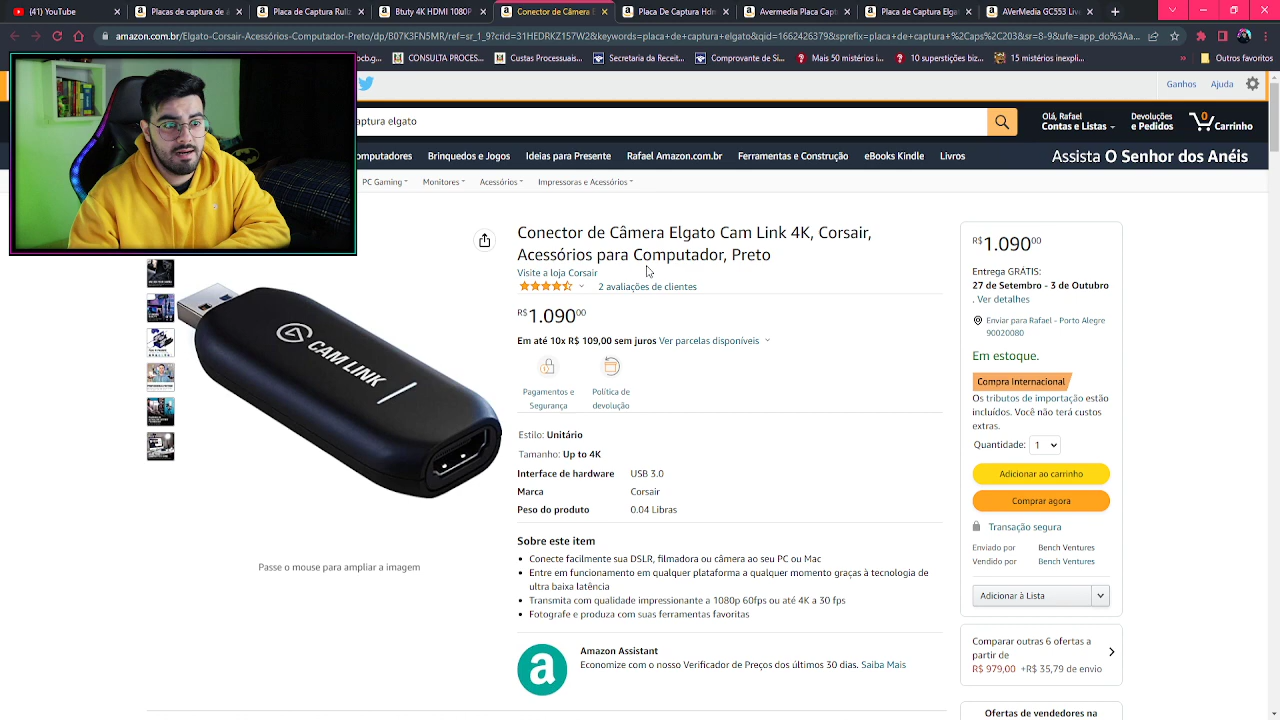 (41) YouTube
Placas de captura de
Placa de Captura Rulla
Btuty 4K HDMI 1080P
Conector de Câmera E
Placa De Captura Hdm
Avermedia Placa Capt
Placa de Captura Elgat
AVerMedia GC553 Live
amazon.com.br/Elgato-Corsair-Acessórios-Computador-Preto/dp/B07K3FN5MR/ref=sr_1_9?crid=31HEDRKZ157W2&keywords=placa+de+captura+elgato&qid=1662426379&sprefix=placa+de+captura+%2Caps%2C203&sr=8-9&ufe=app_do%3Aa...
ocb.g...
CONSULTA PROCES...
Custas Processuais...
Secretaria da Receit...
Comprovante de Si...
Mais 50 mistérios i...
10 superstições biz...
15 mistérios inexpli...
Outros favoritos
Ganhos
Ajuda
aptura elgato
Olá, Rafael
Contas e Listas
Devoluções
e Pedidos
0
Carrinho
omputadores
Brinquedos e Jogos
Ideias para Presente
Rafael Amazon.com.br
Ferramentas e Construção
eBooks Kindle
Livros
Assista O Senhor dos Anéis
PC Gaming
Monitores
Acessórios
Impressoras e Acessórios
Conector de Câmera Elgato Cam Link 4K, Corsair,
Acessórios para Computador, Preto
Visite a loja Corsair
2 avaliações de clientes
R$1.09000
Em até 10x R$ 109,00 sem juros Ver parcelas disponíveis
Pagamentos e
Segurança
Política de
devolução
Estilo: Unitário
Tamanho: Up to 4K
Interface de hardware USB 3.0
Marca Corsair
Peso do produto 0.04 Libras
Sobre este item
• Conecte facilmente sua DSLR, filmadora ou câmera ao seu PC ou Mac
• Entre em funcionamento em qualquer plataforma a qualquer momento graças à tecnologia de
ultra baixa latência
• Transmita com qualidade impressionante a 1080p 60fps ou até 4K a 30 fps
• Fotografe e produza com suas ferramentas favoritas
a
Amazon Assistant
Economize com o nosso Verificador de Preços dos últimos 30 dias. Saiba Mais
CAM LINK
Passe o mouse para ampliar a imagem
R$1.09000
Entrega GRÁTIS:
27 de Setembro - 3 de Outubro
. Ver detalhes
Enviar para Rafael - Porto Alegre
90020080
Em estoque.
Compra Internacional
Os tributos de importação estão
incluídos. Você não terá custos
extras.
Quantidade: 1
Adicionar ao carrinho
Comprar agora
Transação segura
Enviado por Bench Ventures
Vendido por Bench Ventures
Adicionar à Lista
Comparar outras 6 ofertas a
partir de
R$ 979,00 +R$ 35,79 de envio
Ofertas de vendedores na